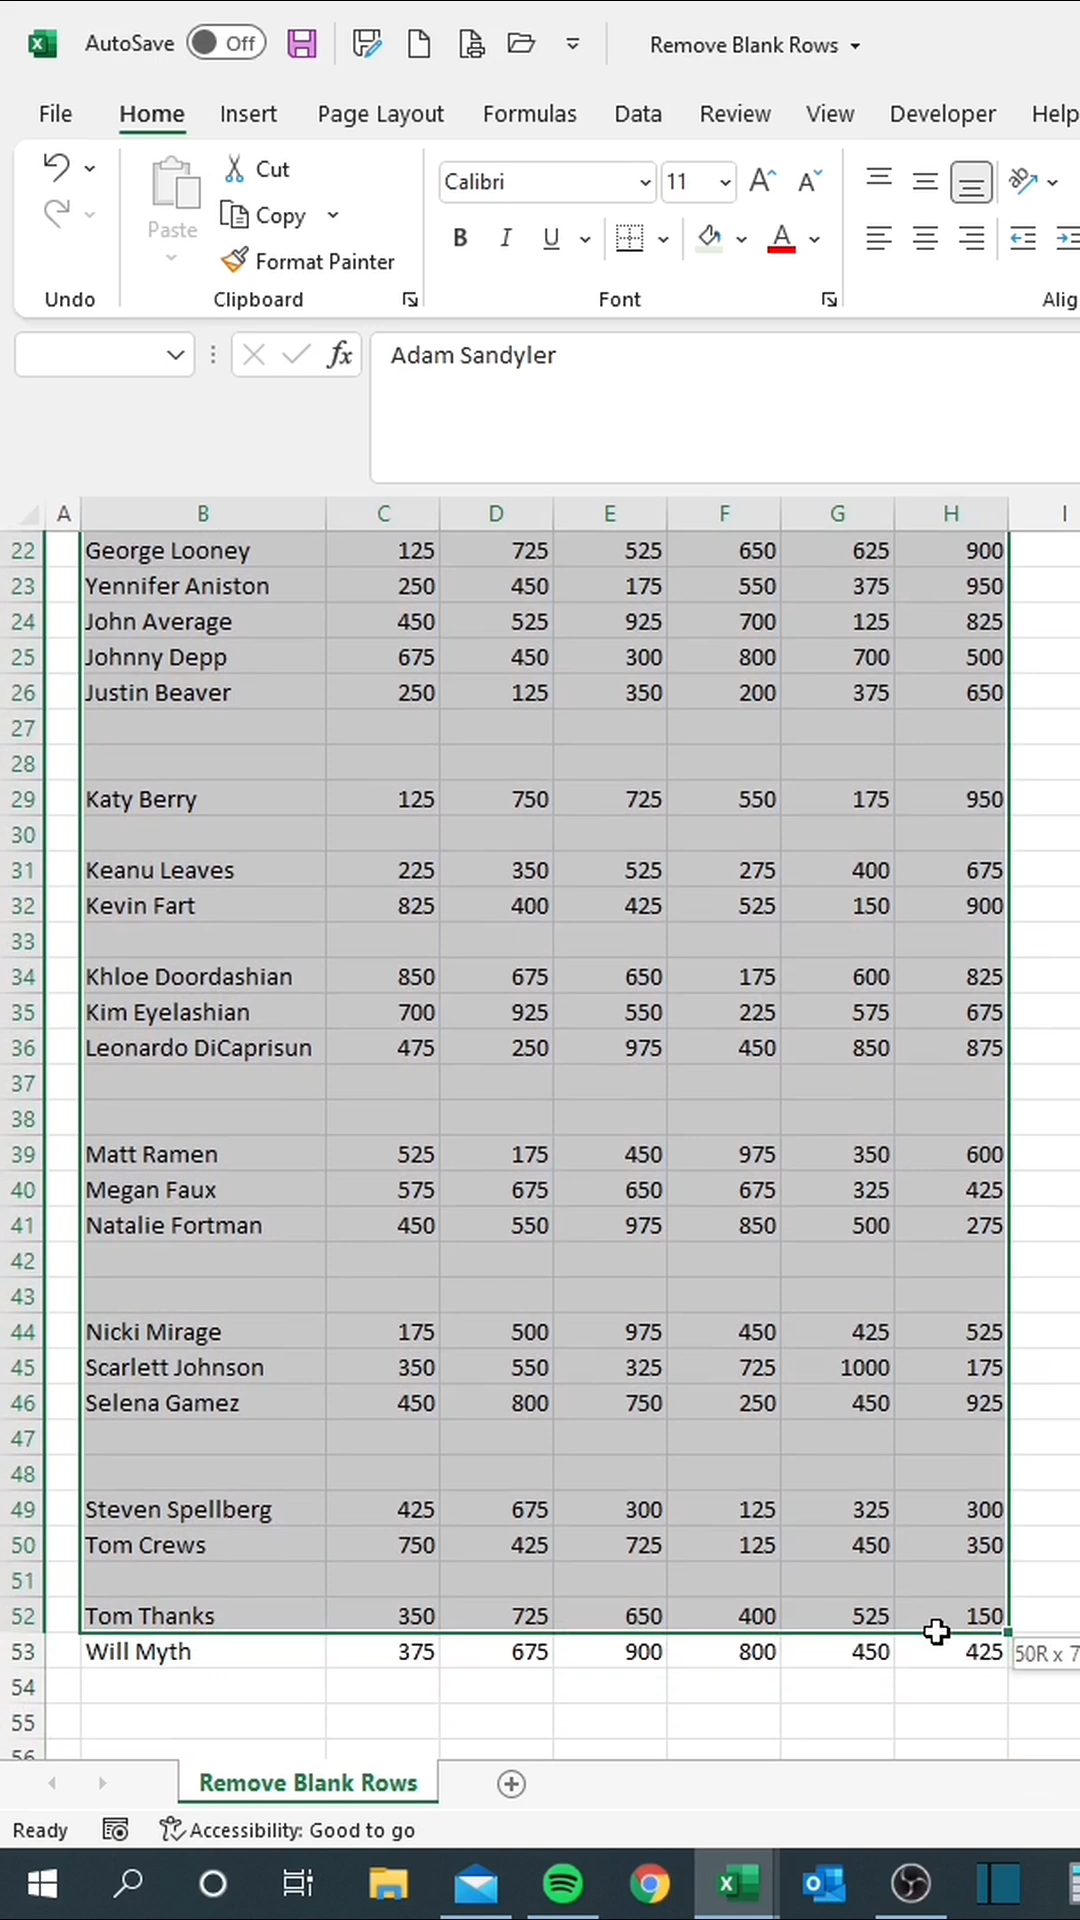 AutoSave Off Remove Blank Rows
File Home Insert Page Layout Formulas Data Review View Developer Help
Cut
Calibri 11
Paste Copy
B I U A
Format Painter
Undo Clipboard Font Alig
fx Adam Sandyler
A B C D E F G H I
22 George Looney 125 725 525 650 625 900
23 Yennifer Aniston 250 450 175 550 375 950
24 John Average 450 525 925 700 125 825
25 Johnny Depp 675 450 300 800 700 500
26 Justin Beaver 250 125 350 200 375 650
27
28
29 Katy Berry 125 750 725 550 175 950
30
31 Keanu Leaves 225 350 525 275 400 675
32 Kevin Fart 825 400 425 525 150 900
33
34 Khloe Doordashian 850 675 650 175 600 825
35 Kim Eyelashian 700 925 550 225 575 675
36 Leonardo DiCaprisun 475 250 975 450 850 875
37
38
39 Matt Ramen 525 175 450 975 350 600
40 Megan Faux 575 675 650 675 325 425
41 Natalie Fortman 450 550 975 850 500 275
42
43
44 Nicki Mirage 175 500 975 450 425 525
45 Scarlett Johnson 350 550 325 725 1000 175
46 Selena Gamez 450 800 750 250 450 925
47
48
49 Steven Spellberg 425 675 300 125 325 300
50 Tom Crews 750 425 725 125 450 350
51
52 Tom Thanks 350 725 650 400 525 150
53 Will Myth 375 675 900 800 450 425 50R x 7
54
55
56
Remove Blank Rows
Ready Accessibility: Good to go